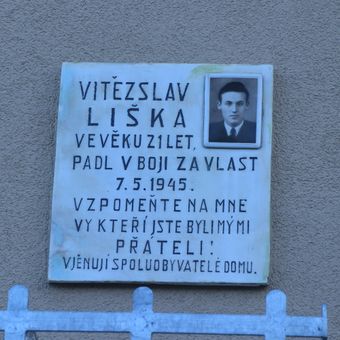 VITĚZSLAV
LIŠKA
VE VĚKU 21 LET,
PADL V BOJI ZA VLAST
7.5.1945.
VZPOMEŇTE NA MNE
VY KTEŘÍ JSTE BYLI MÝMI
PŘÁTELI!
VĚNUJÍ SPOLUOBYVATELÉ DOMU.